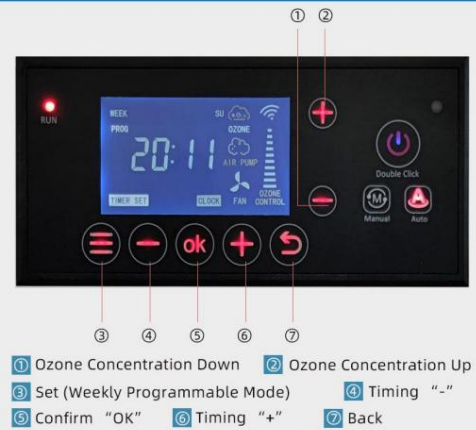 ① ②
RUN
WEEK SU
PROG OZONE
20:11
AIR PUMP
TIMER SET CLOCK FAN OZONE CONTROL
Double Click
M A
Manual Auto
ok
③ ④ ⑤ ⑥ ⑦
① Ozone Concentration Down ② Ozone Concentration Up
③ Set (Weekly Programmable Mode) ④ Timing "-"
⑤ Confirm "OK" ⑥ Timing "+" ⑦ Back